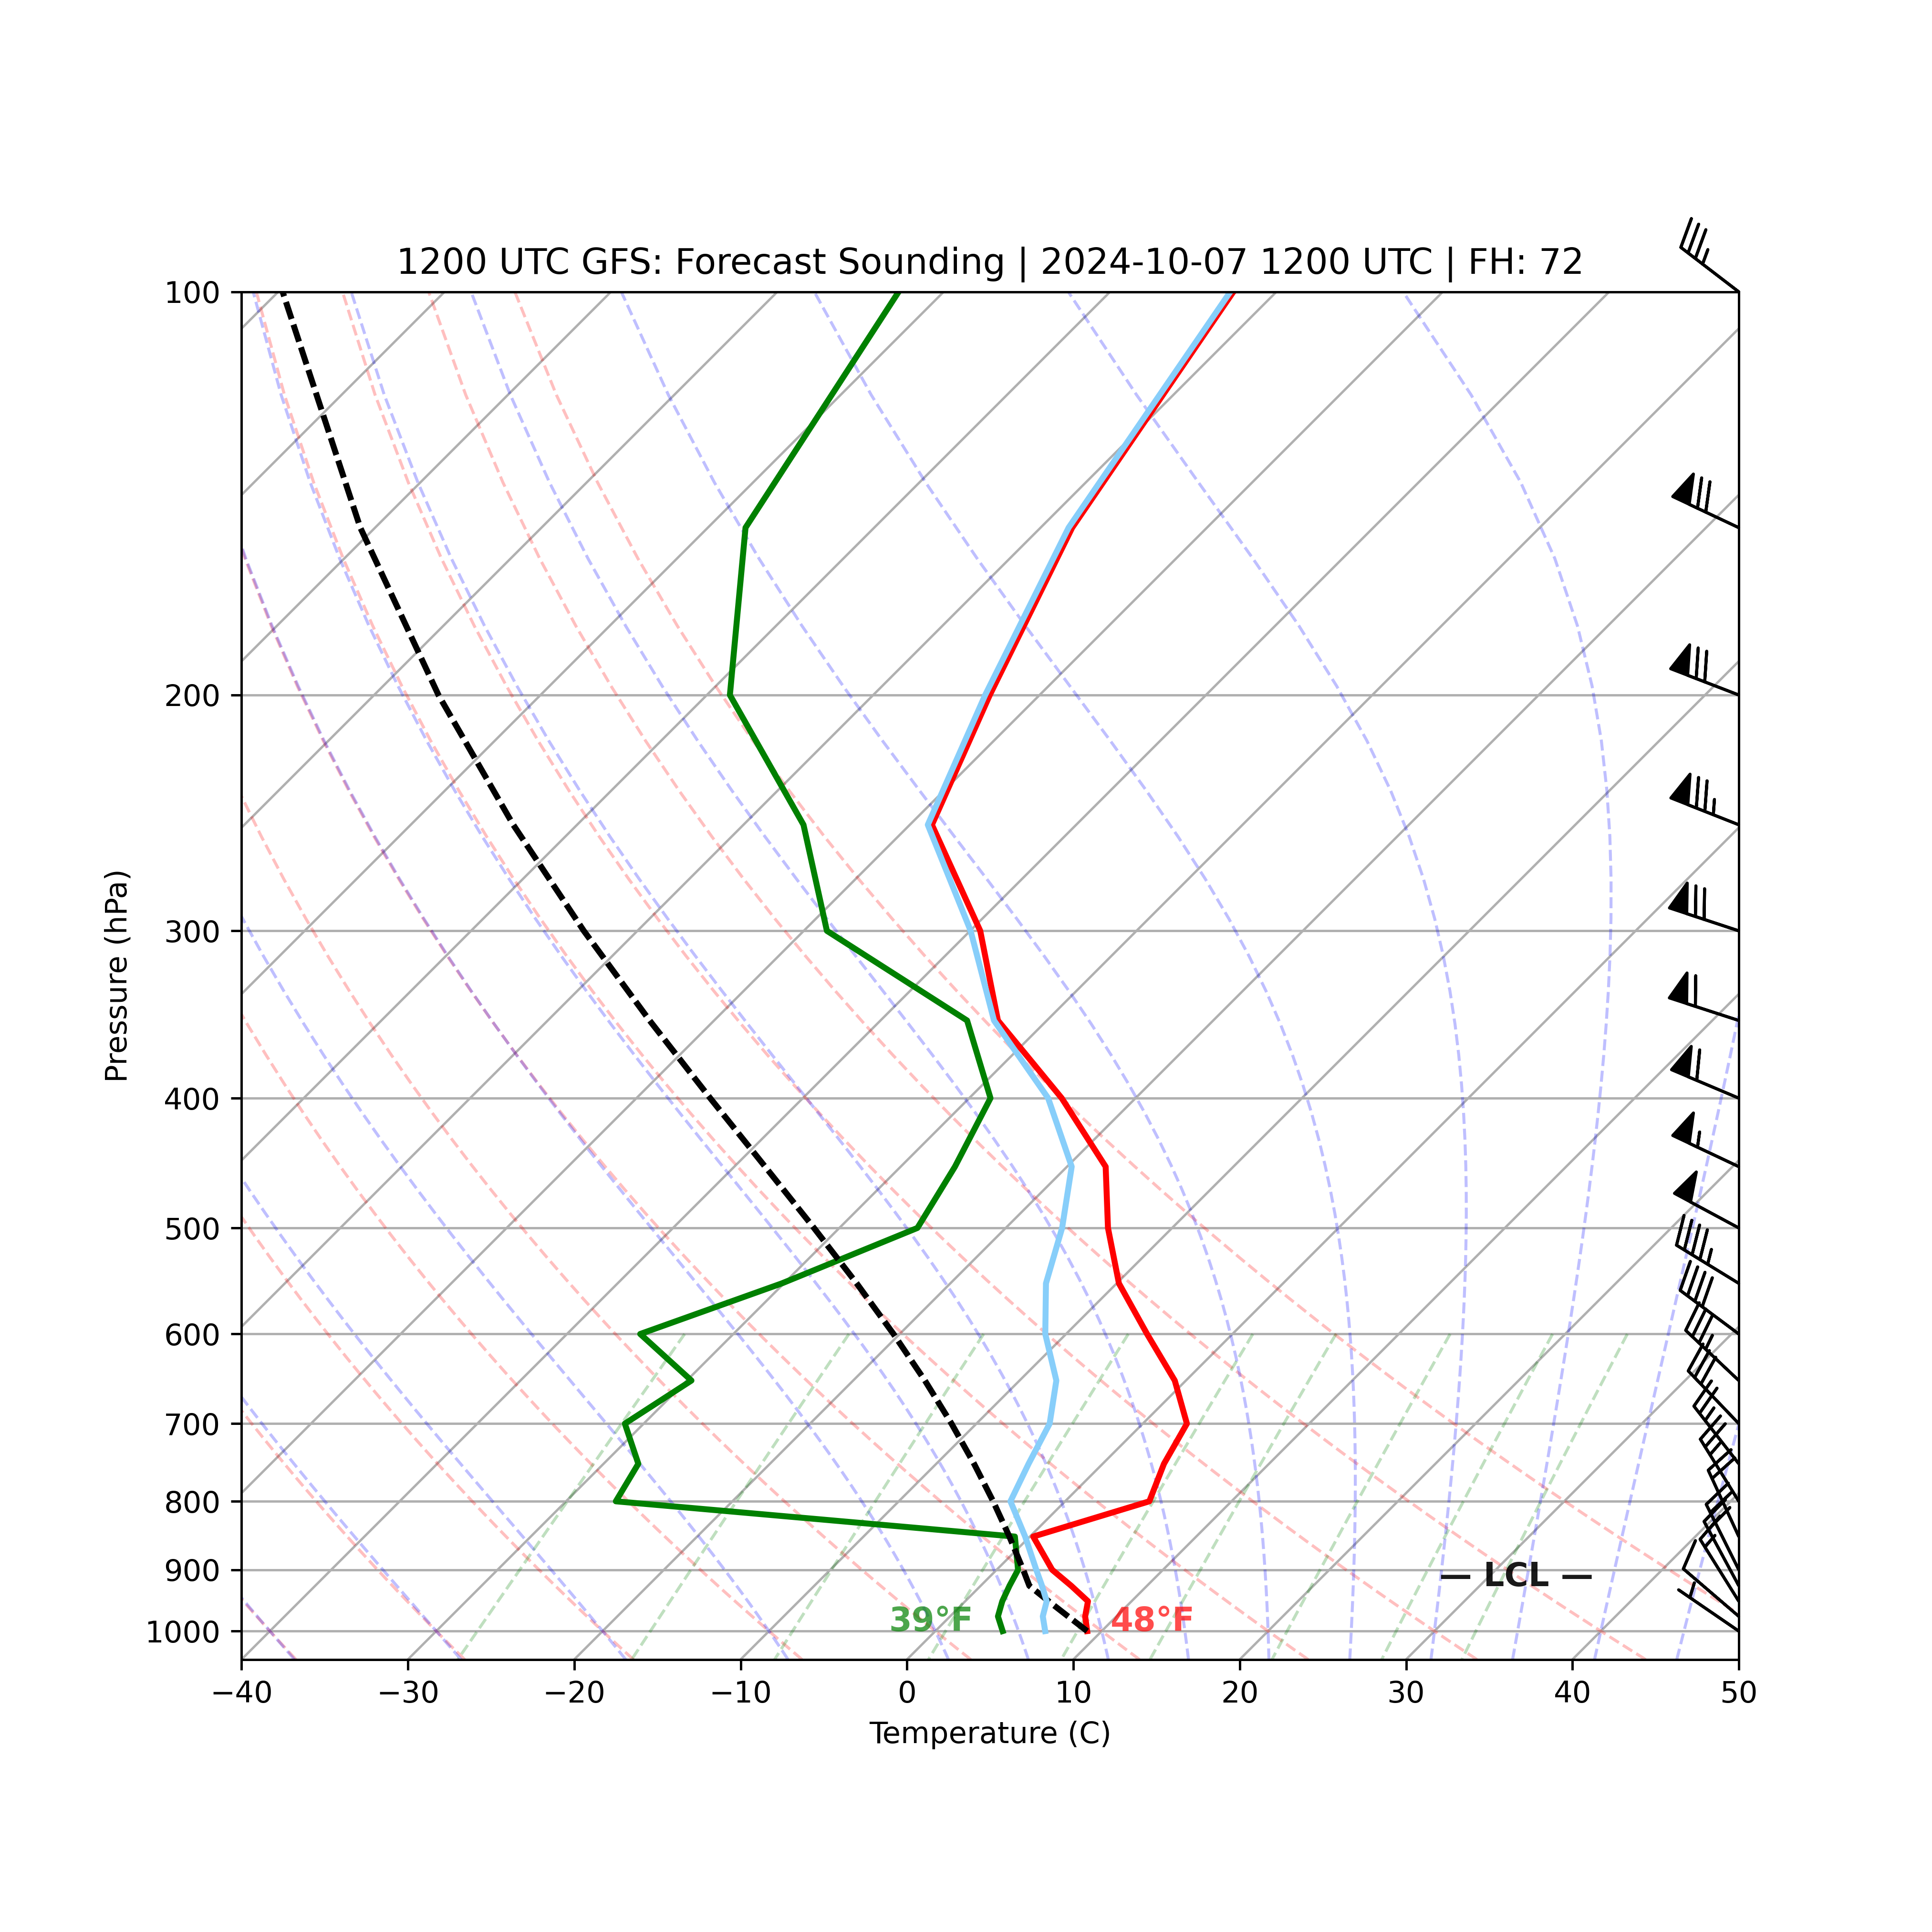 1200 UTC GFS: Forecast Sounding | 2024-10-07 1200 UTC | FH: 72
100
200
300
400
500
600
700
800
900
1000
Pressure (hPa)
— LCL —
39°F
48°F
−40 −30 −20 −10 0 10 20 30 40 50
Temperature (C)